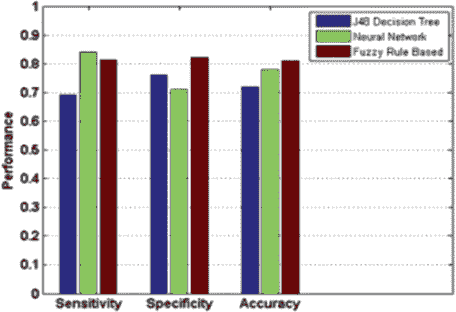 1
0.9
0.8
0.7
0.6
0.5
0.4
0.3
0.2
0.1
0
Performance
J48 Decision Tree
Neural Network
Fuzzy Rule Based
Sensitivity Specificity Accuracy